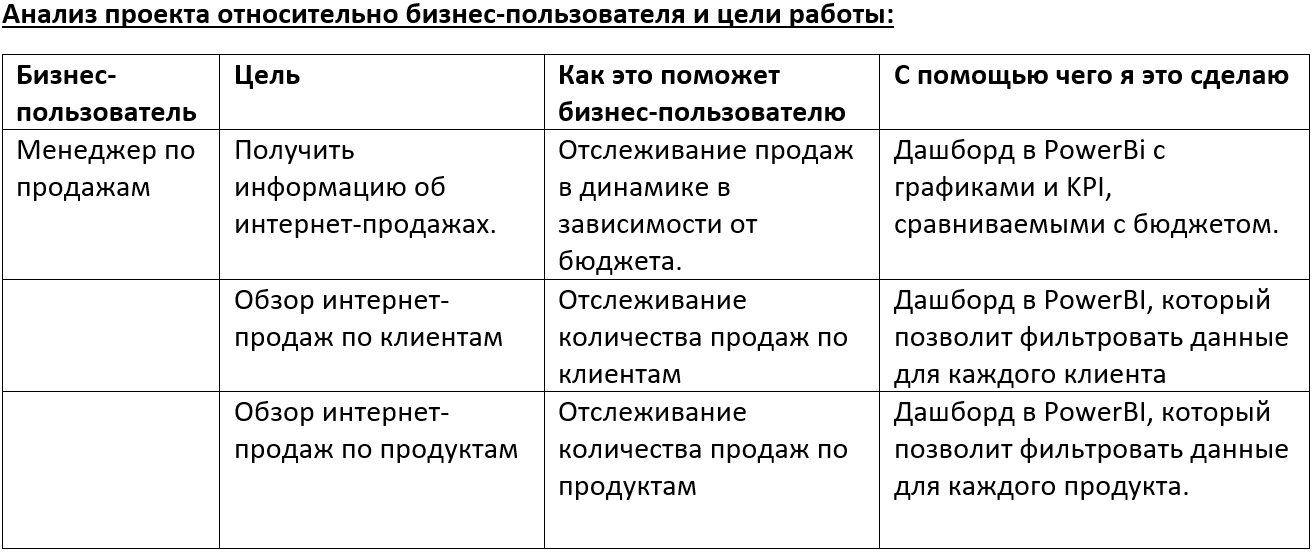 Анализ проекта относительно бизнес-пользователя и цели работы:
Бизнес-
пользователь
Цель
Как это поможет
бизнес-пользователю
С помощью чего я это сделаю
Менеджер по
продажам
Получить
информацию об
интернет-продажах.
Отслеживание продаж
в динамике в
зависимости от
бюджета.
Дашборд в PowerBi с
графиками и KPI,
сравниваемыми с бюджетом.
Обзор интернет-
продаж по клиентам
Отслеживание
количества продаж по
клиентам
Дашборд в PowerBI, который
позволит фильтровать данные
для каждого клиента
Обзор интернет-
продаж по продуктам
Отслеживание
количества продаж по
продуктам
Дашборд в PowerBI, который
позволит фильтровать данные
для каждого продукта.